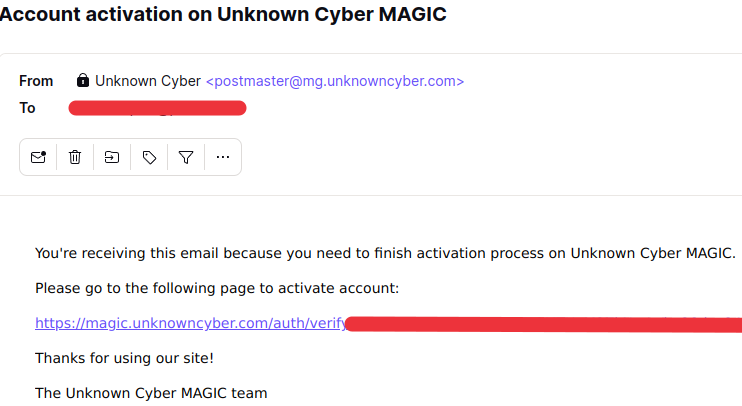 Account activation on Unknown Cyber MAGIC
From Unknown Cyber <postmaster@mg.unknowncyber.com>
To
You're receiving this email because you need to finish activation process on Unknown Cyber MAGIC.
Please go to the following page to activate account:
https://magic.unknowncyber.com/auth/verify
Thanks for using our site!
The Unknown Cyber MAGIC team